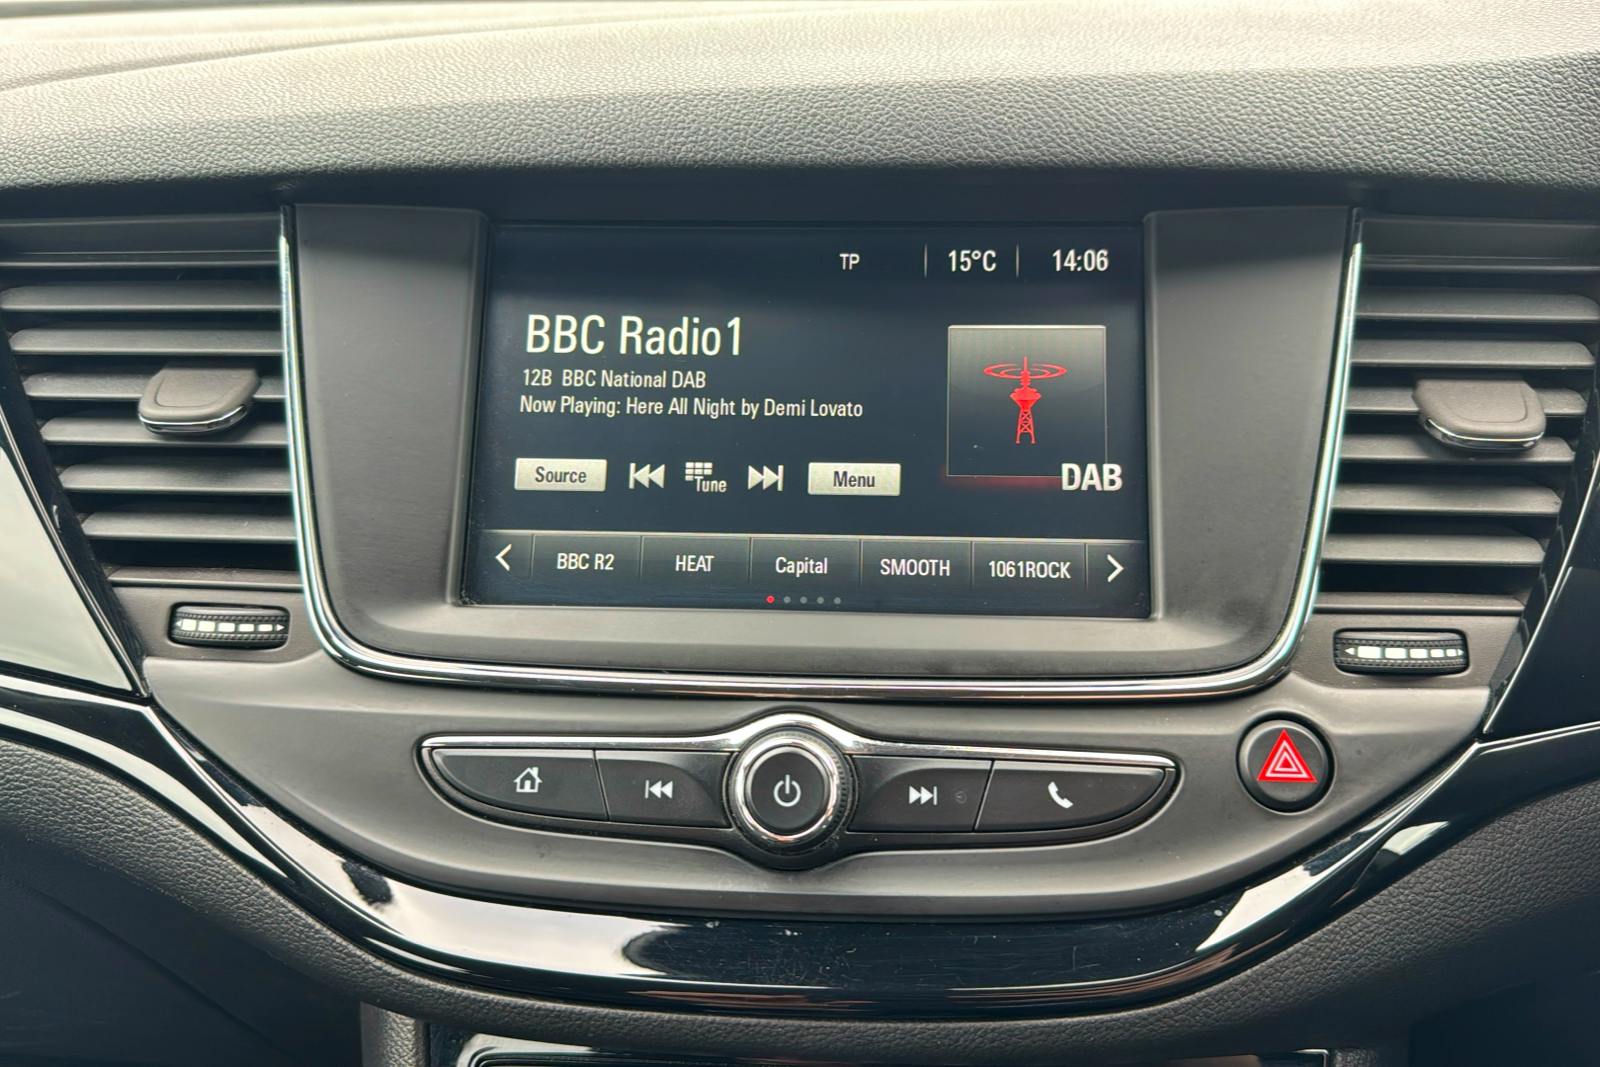 TP 15°C 14:06
BBC Radio1
12B BBC National DAB
Now Playing: Here All Night by Demi Lovato
Source Tune Menu
DAB
BBC R2 HEAT Capital SMOOTH 1061ROCK